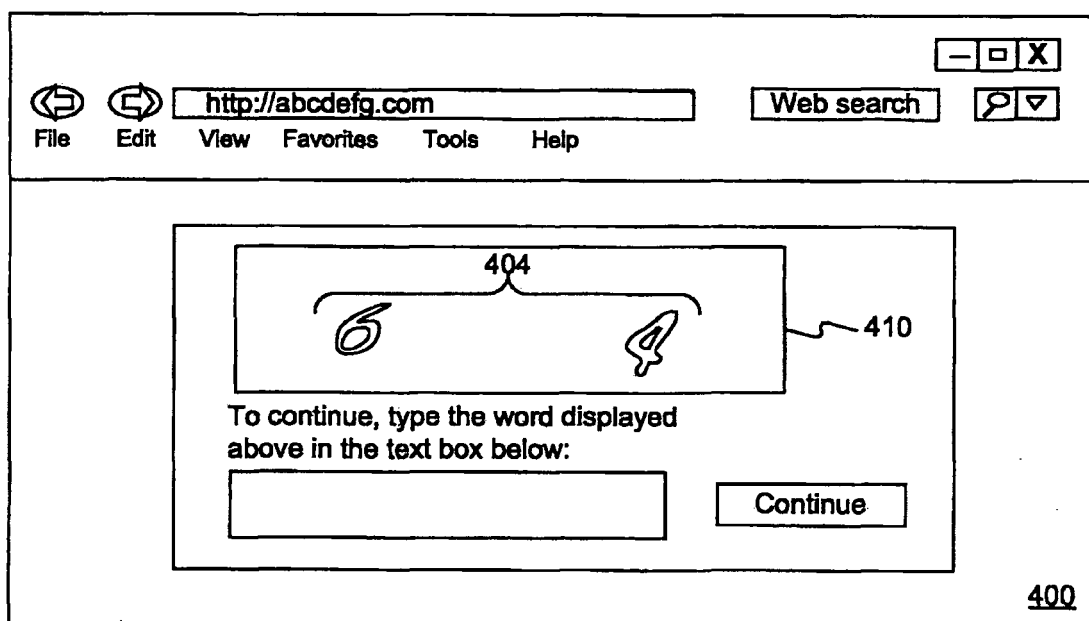 X
http://abcdefg.com Web search
File Edit View Favorites Tools Help
404
6 4
410
To continue, type the word displayed
above in the text box below:
Continue
400